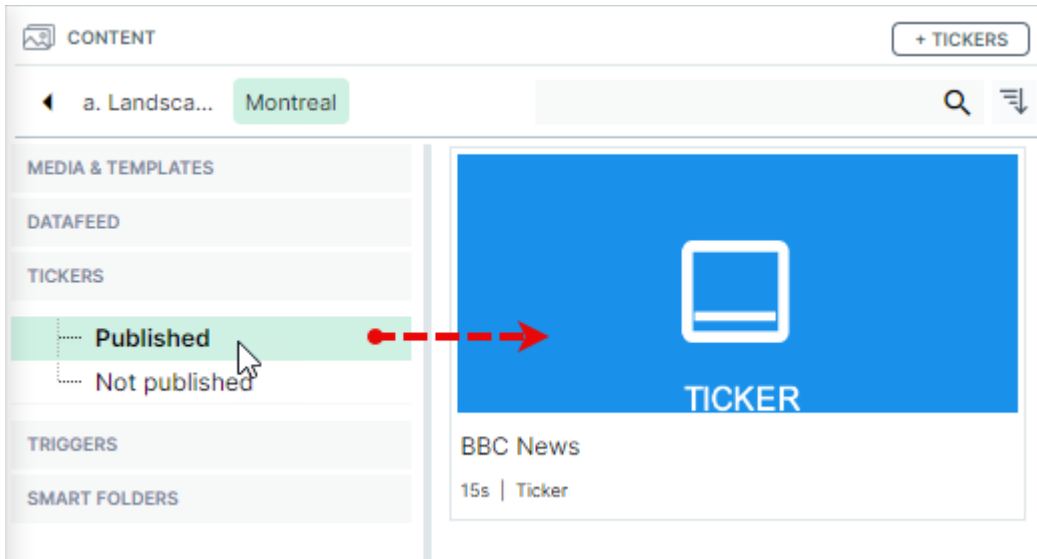 CONTENT
+ TICKERS
a. Landsca... Montreal
MEDIA & TEMPLATES
DATAFEED
TICKERS
Published
Not published
TRIGGERS
SMART FOLDERS
TICKER
BBC News
15s | Ticker